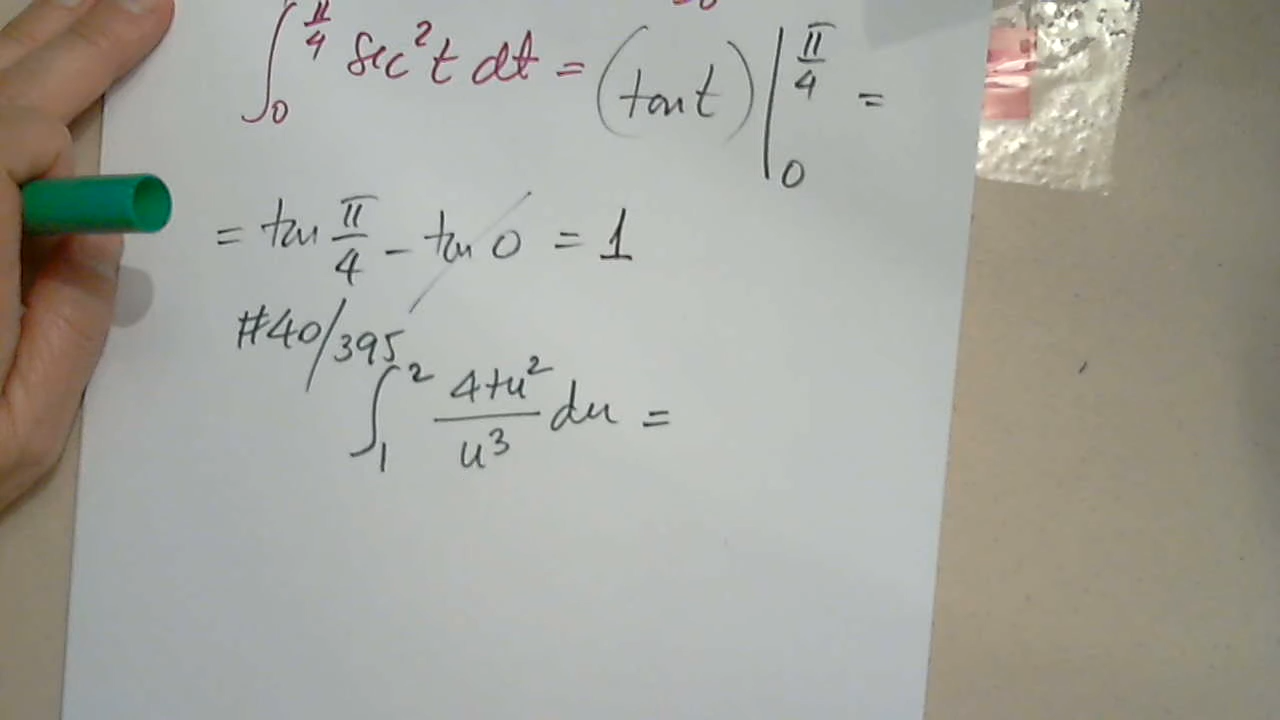 ∫₀^(π/4) sec²t dt = (tan t)|₀^(π/4) =
= tan π/4 - tan 0 = 1
#40/395
∫₁² (4+u²)/u³ du =